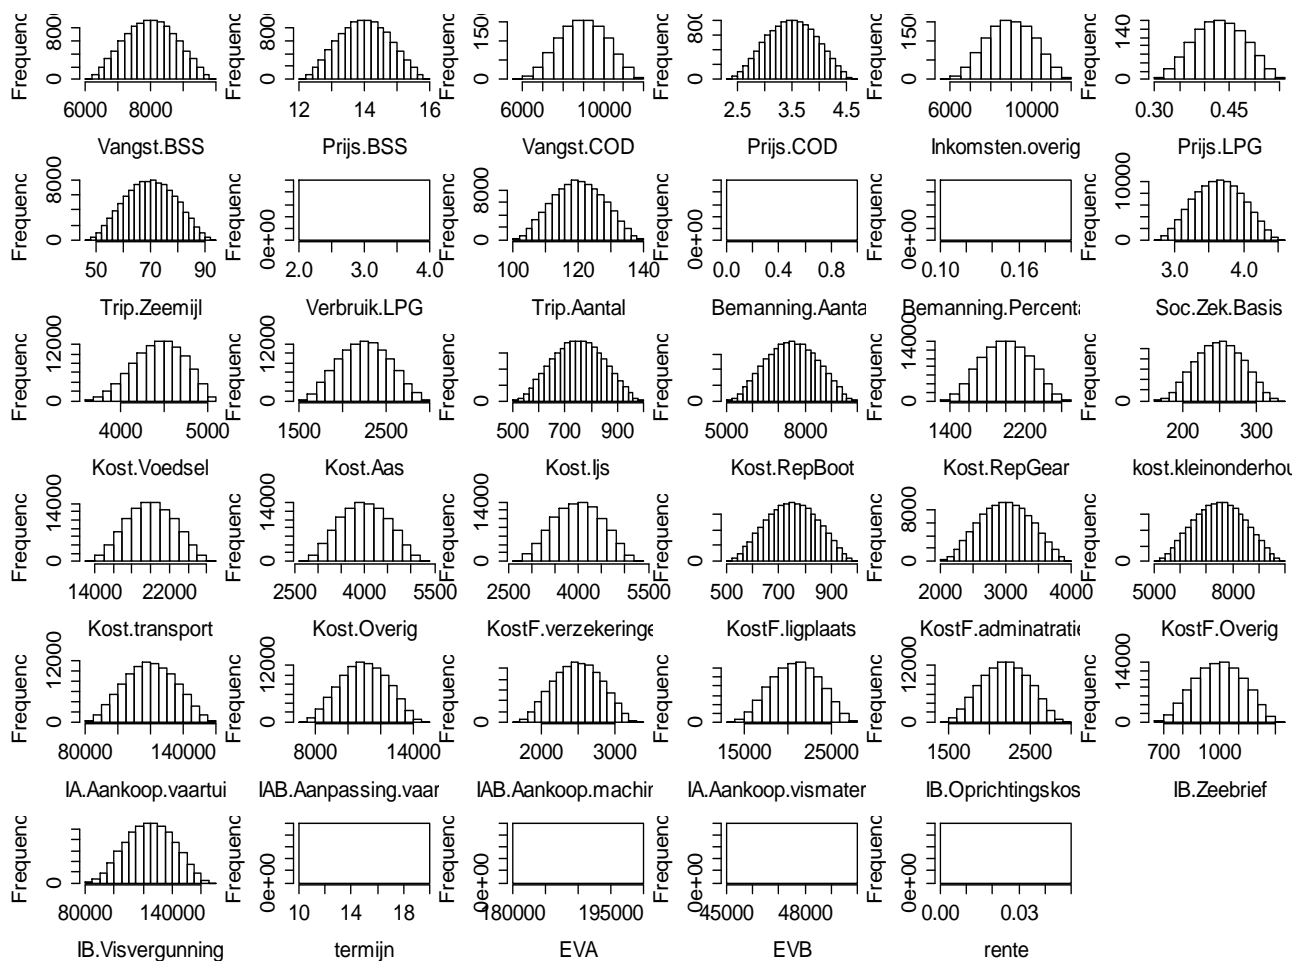 Frequenc
0 800
6000 8000
Vangst.BSS
Frequenc
0 800
12 14 16
Prijs.BSS
Frequenc
0 150
6000 10000
Vangst.COD
Frequenc
0 800
2.5 3.5 4.5
Prijs.COD
Frequenc
0 150
6000 10000
Inkomsten.overig
Frequenc
0 140
0.30 0.45
Prijs.LPG
Frequenc
0 8000
50 70 90
Trip.Zeemijl
Frequenc
0e+00
2.0 3.0 4.0
Verbruik.LPG
Frequenc
0 8000
100 120 140
Trip.Aantal
Frequenc
0e+00
0.0 0.4 0.8
Bemanning.Aanta
Frequenc
0e+00
0.10 0.16
Bemanning.Percenta
Frequenc
0 10000
3.0 4.0
Soc.Zek.Basis
Frequenc
0 12000
4000 5000
Kost.Voedsel
Frequenc
0 12000
1500 2500
Kost.Aas
Frequenc
0
500 700 900
Kost.Ijs
Frequenc
0
5000 8000
Kost.RepBoot
Frequenc
0 14000
1400 2200
Kost.RepGear
Frequenc
0
200 300
kost.kleinonderhou
Frequenc
0 14000
14000 22000
Kost.transport
Frequenc
0 14000
2500 4000 5500
Kost.Overig
Frequenc
0 14000
2500 4000 5500
KostF.verzekeringe
Frequenc
0
500 700 900
KostF.ligplaats
Frequenc
0 8000
2000 3000 4000
KostF.adminatratie
Frequenc
0
5000 8000
KostF.Overig
Frequenc
0 12000
80000 140000
IA.Aankoop.vaartui
Frequenc
0 12000
8000 14000
IAB.Aanpassing.vaar
Frequenc
0
2000 3000
IAB.Aankoop.machin
Frequenc
0
15000 25000
IA.Aankoop.vismater
Frequenc
0 12000
1500 2500
IB.Oprichtingskos
Frequenc
0 14000
700 1000
IB.Zeebrief
Frequenc
0
80000 140000
IB.Visvergunning
Frequenc
0e+00
10 14 18
termijn
Frequenc
0e+00
180000 195000
EVA
Frequenc
0e+00
45000 48000
EVB
Frequenc
0e+00
0.00 0.03
rente